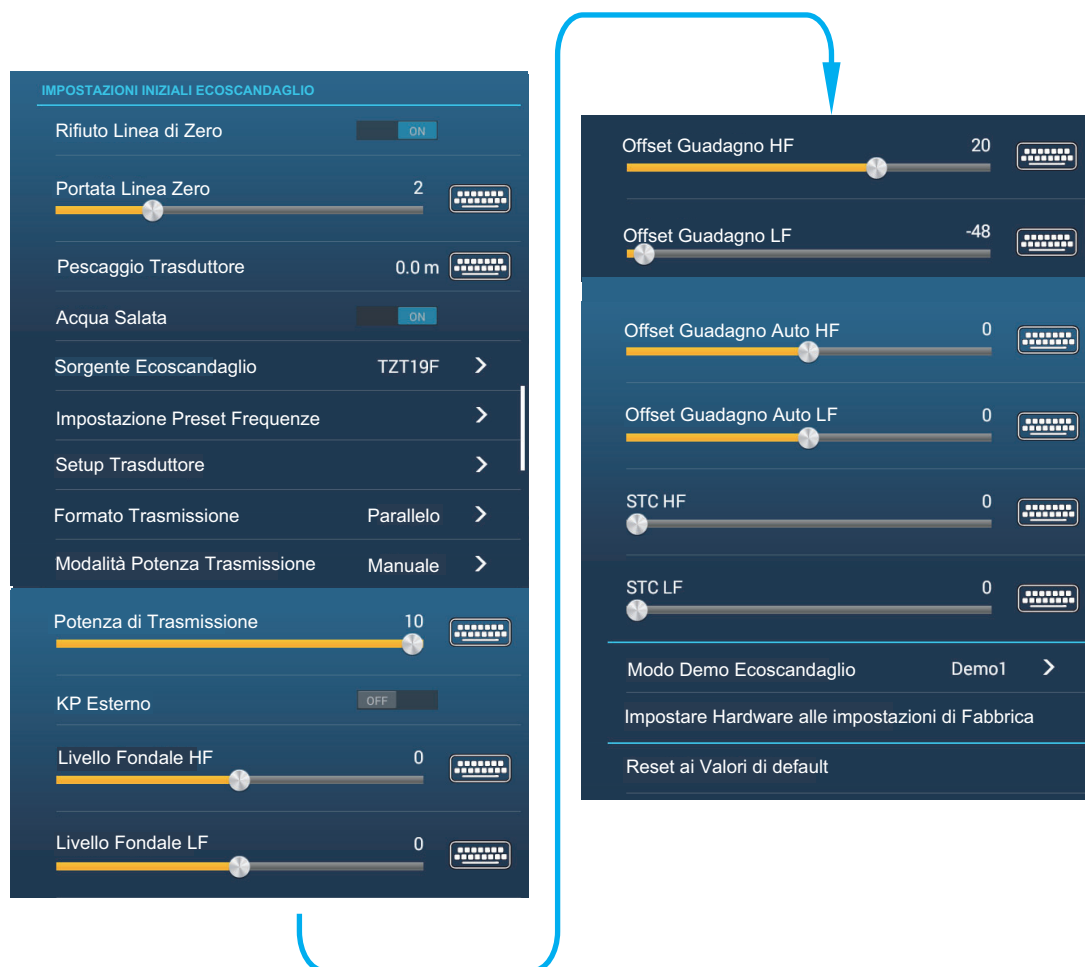 IMPOSTAZIONI INIZIALI ECOSCANDAGLIO
Rifiuto Linea di Zero ON
Portata Linea Zero 2
Pescaggio Trasduttore 0.0 m
Acqua Salata ON
Sorgente Ecoscandaglio TZT19F
Impostazione Preset Frequenze
Setup Trasduttore
Formato Trasmissione Parallelo
Modalità Potenza Trasmissione Manuale
Potenza di Trasmissione 10
KP Esterno OFF
Livello Fondale HF 0
Livello Fondale LF 0
Offset Guadagno HF 20
Offset Guadagno LF -48
Offset Guadagno Auto HF 0
Offset Guadagno Auto LF 0
STC HF 0
STC LF 0
Modo Demo Ecoscandaglio Demo1
Impostare Hardware alle impostazioni di Fabbrica
Reset ai Valori di default